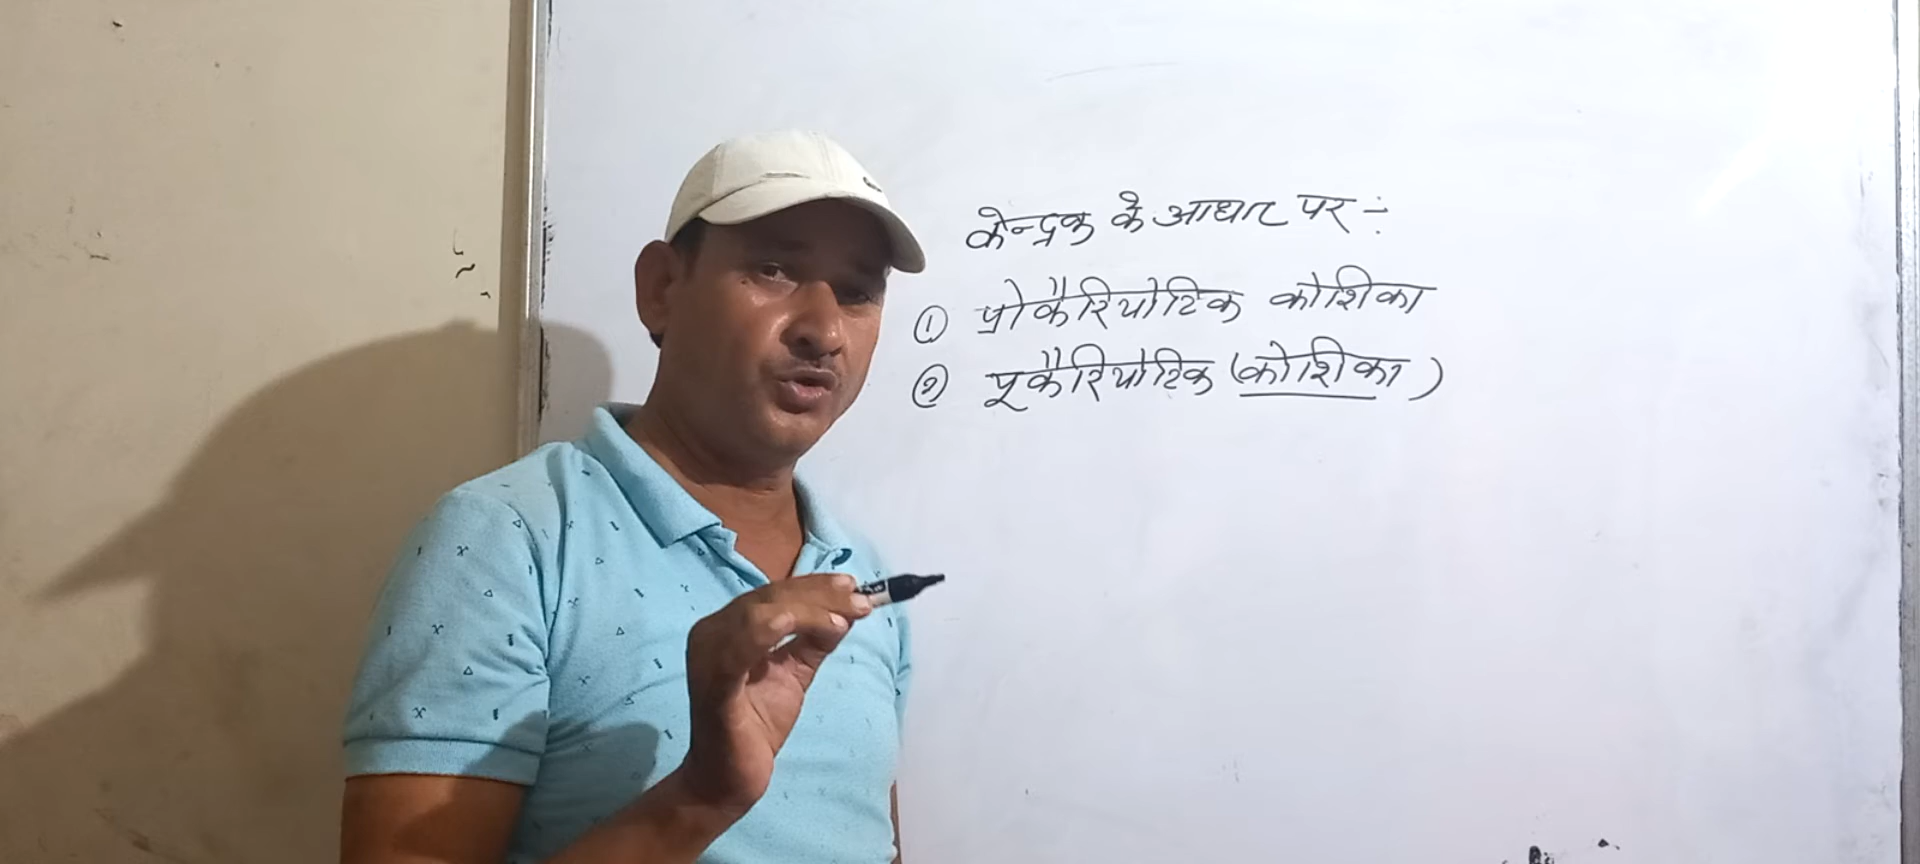 केन्द्रक के आधार पर ÷
① प्रोकैरियोटिक कोशिका
② यूकैरियोटिक (कोशिका)